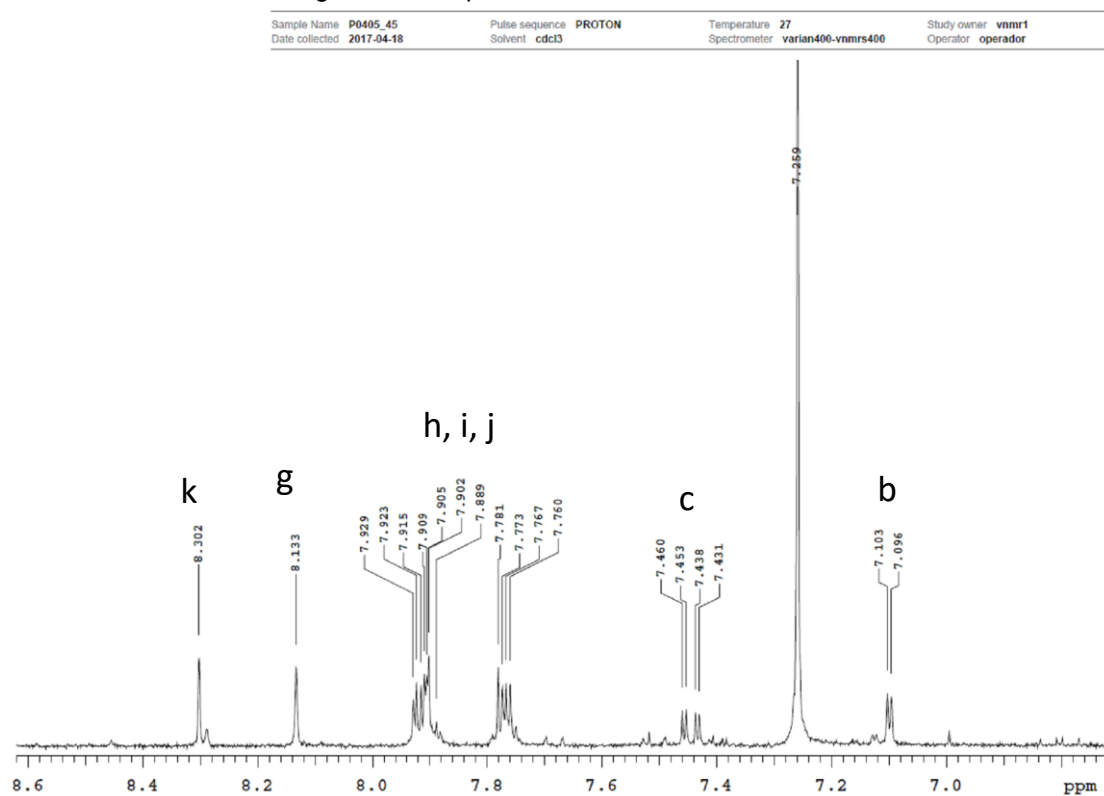 Sample Name P0405_45 Pulse sequence PROTON Temperature 27 Study owner vnmr1
Date collected 2017-04-18 Solvent cdcl3 Spectrometer varian400-vnmrs400 Operator operador
7.259
h, i, j
k
g
c
b
8.302
8.133
7.929
7.923
7.915
7.909
7.905
7.902
7.889
7.781
7.773
7.767
7.760
7.460
7.453
7.438
7.431
7.103
7.096
8.6 8.4 8.2 8.0 7.8 7.6 7.4 7.2 7.0 ppm